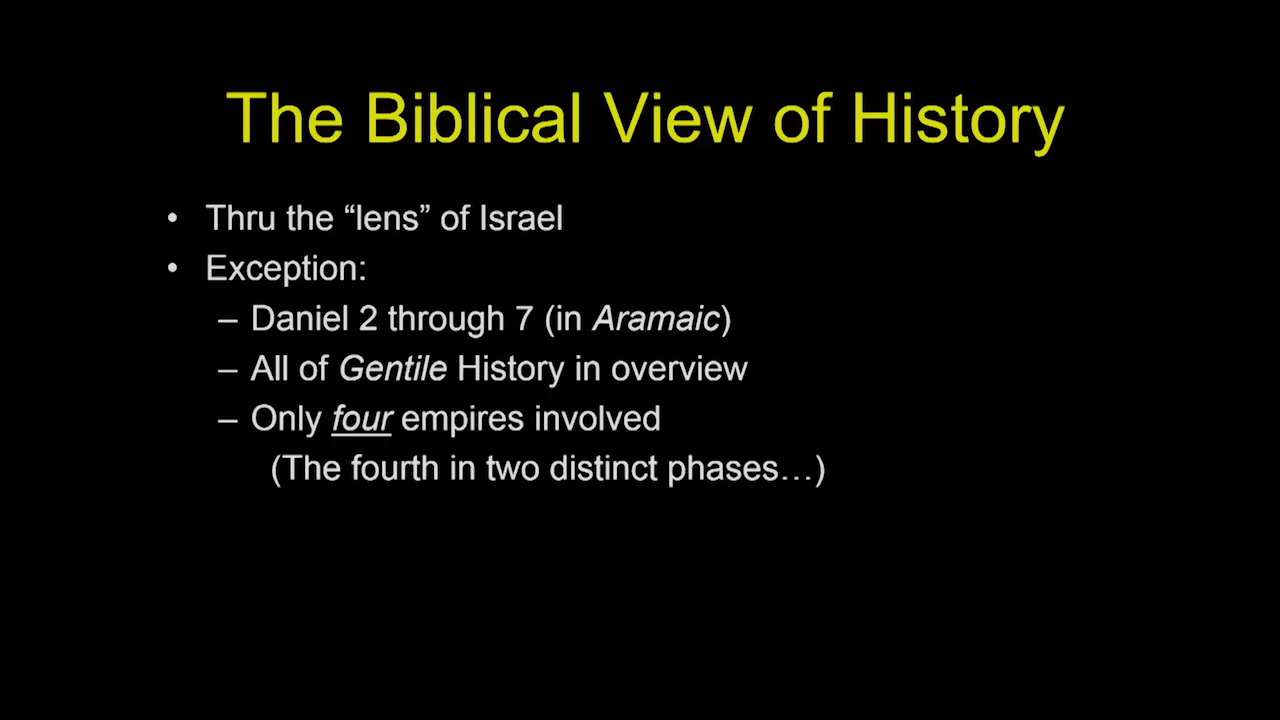 The Biblical View of History
• Thru the “lens” of Israel
• Exception:
– Daniel 2 through 7 (in Aramaic)
– All of Gentile History in overview
– Only four empires involved
(The fourth in two distinct phases…)